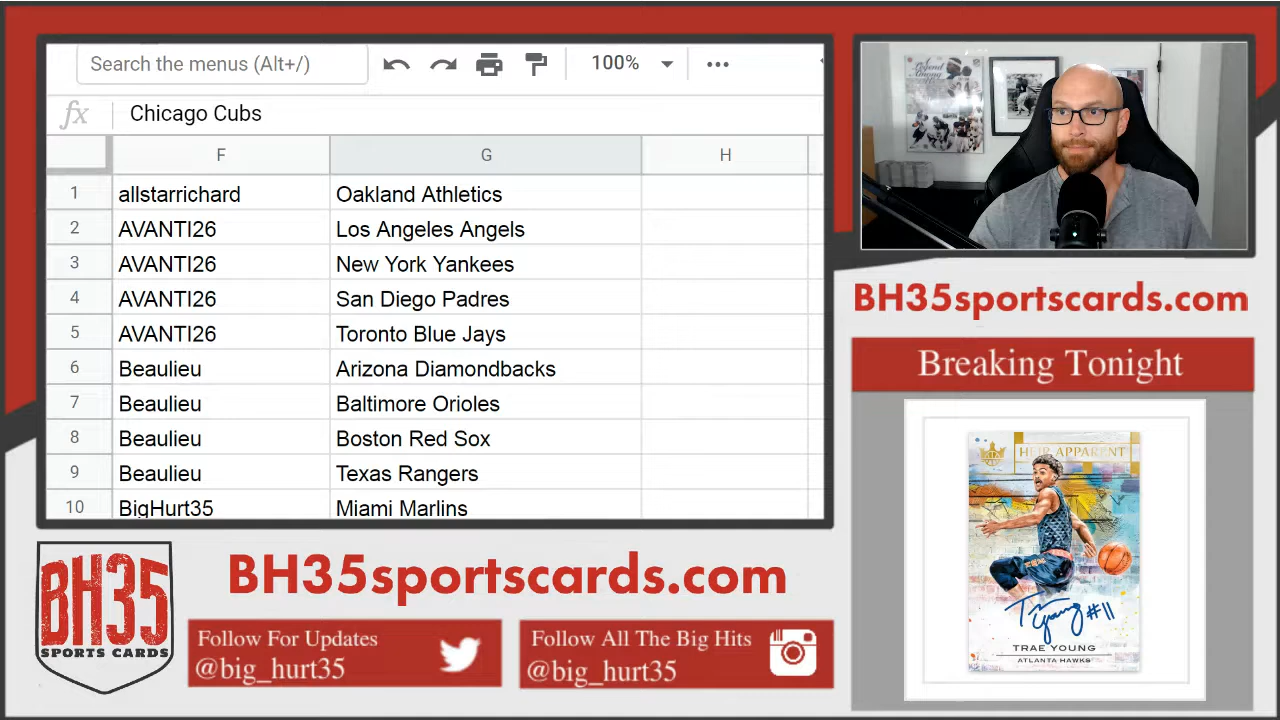 Search the menus (Alt+/)
100%
fx
Chicago Cubs
F G H
1 allstarrichard Oakland Athletics
2 AVANTI26 Los Angeles Angels
3 AVANTI26 New York Yankees
4 AVANTI26 San Diego Padres
5 AVANTI26 Toronto Blue Jays
6 Beaulieu Arizona Diamondbacks
7 Beaulieu Baltimore Orioles
8 Beaulieu Boston Red Sox
9 Beaulieu Texas Rangers
10 BigHurt35 Miami Marlins
BH35sportscards.com
Breaking Tonight
HEIR APPARENT
#11
TRAE YOUNG
ATLANTA HAWKS
BH35
SPORTS CARDS
BH35sportscards.com
Follow For Updates
@big_hurt35
Follow All The Big Hits
@big_hurt35